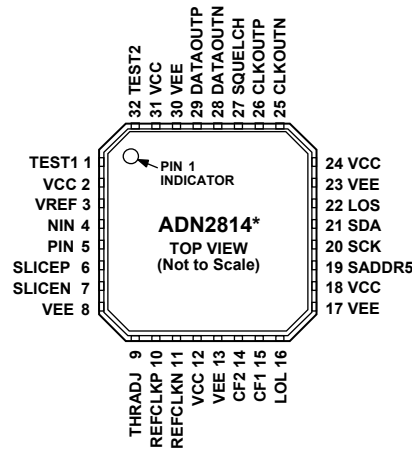 32 TEST2
31 VCC
30 VEE
29 DATAOUTP
28 DATAOUTN
27 SQUELCH
26 CLKOUTP
25 CLKOUTN
TEST1 1
VCC 2
VREF 3
NIN 4
PIN 5
SLICEP 6
SLICEN 7
VEE 8
PIN 1
INDICATOR
ADN2814*
TOP VIEW
(Not to Scale)
24 VCC
23 VEE
22 LOS
21 SDA
20 SCK
19 SADDR5
18 VCC
17 VEE
THRADJ 9
REFCLKP 10
REFCLKN 11
VCC 12
VEE 13
CF2 14
CF1 15
LOL 16